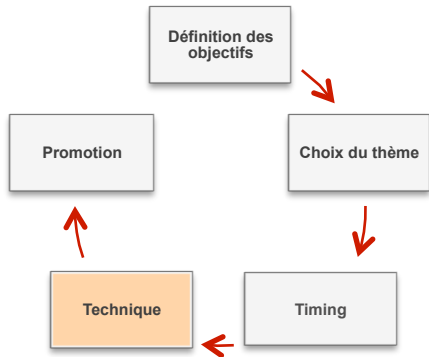 Définition des
objectifs
Promotion
Choix du thème
Technique
Timing